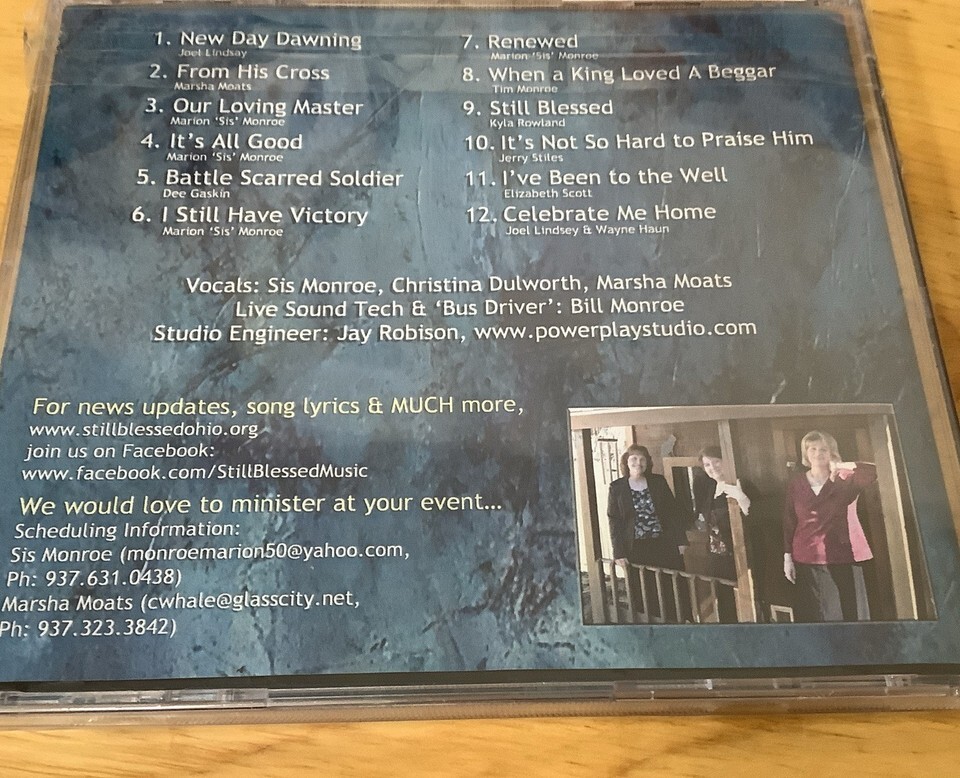 1. New Day Dawning
Joel Lindsay
2. From His Cross
Marsha Moats
3. Our Loving Master
Marion 'Sis' Monroe
4. It's All Good
Marion 'Sis' Monroe
5. Battle Scarred Soldier
Dee Gaskin
6. I Still Have Victory
Marion 'Sis' Monroe
7. Renewed
Marion 'Sis' Monroe
8. When a King Loved A Beggar
Tim Monroe
9. Still Blessed
Kyla Rowland
10. It's Not So Hard to Praise Him
Jerry Stiles
11. I've Been to the Well
Elizabeth Scott
12. Celebrate Me Home
Joel Lindsey & Wayne Haun
Vocals: Sis Monroe, Christina Dulworth, Marsha Moats
Live Sound Tech & 'Bus Driver': Bill Monroe
Studio Engineer: Jay Robison, www.powerplaystudio.com
For news updates, song lyrics & MUCH more,
www.stillblessedohio.org
join us on Facebook:
www.facebook.com/StillBlessedMusic
We would love to minister at your event...
Scheduling Information:
Sis Monroe (monroemarion50@yahoo.com,
Ph: 937.631.0438)
Marsha Moats (cwhale@glasscity.net,
Ph: 937.323.3842)